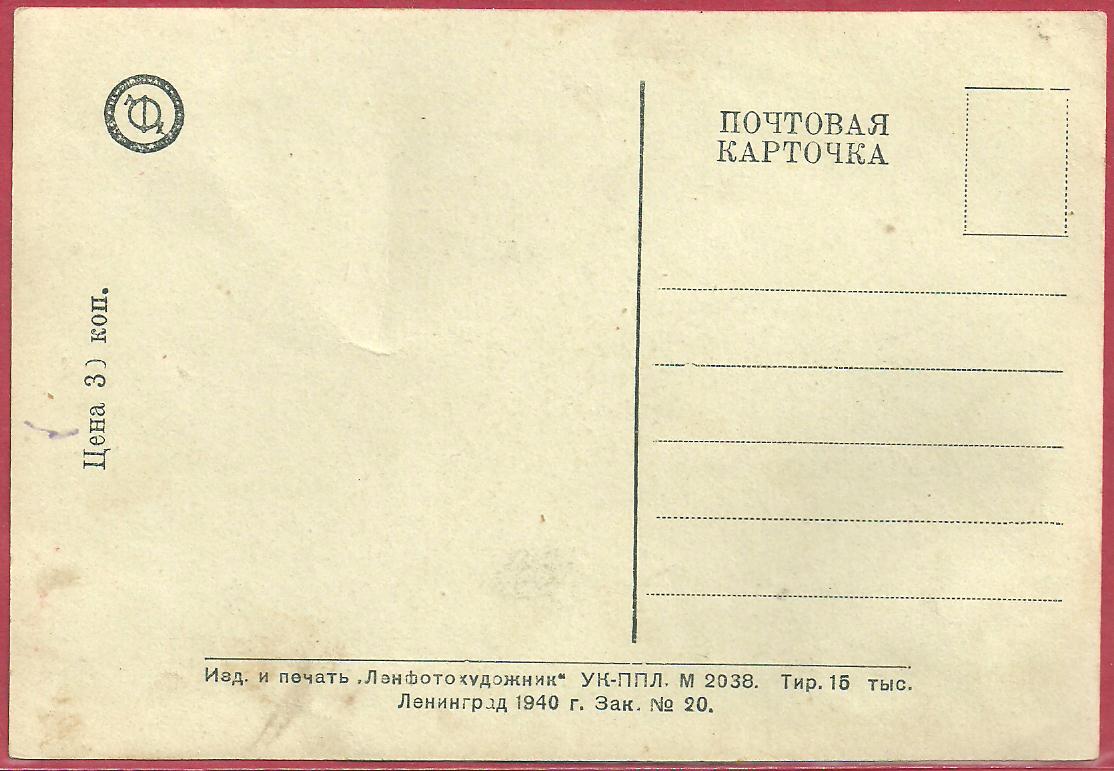 ПОЧТОВАЯ
КАРТОЧКА
Цена 3) коп.
Изд. и печать „Ленфотохудожник“ УК-ППЛ. М 2038. Тир. 15 тыс.
Ленинград 1940 г. Зак. № 20.